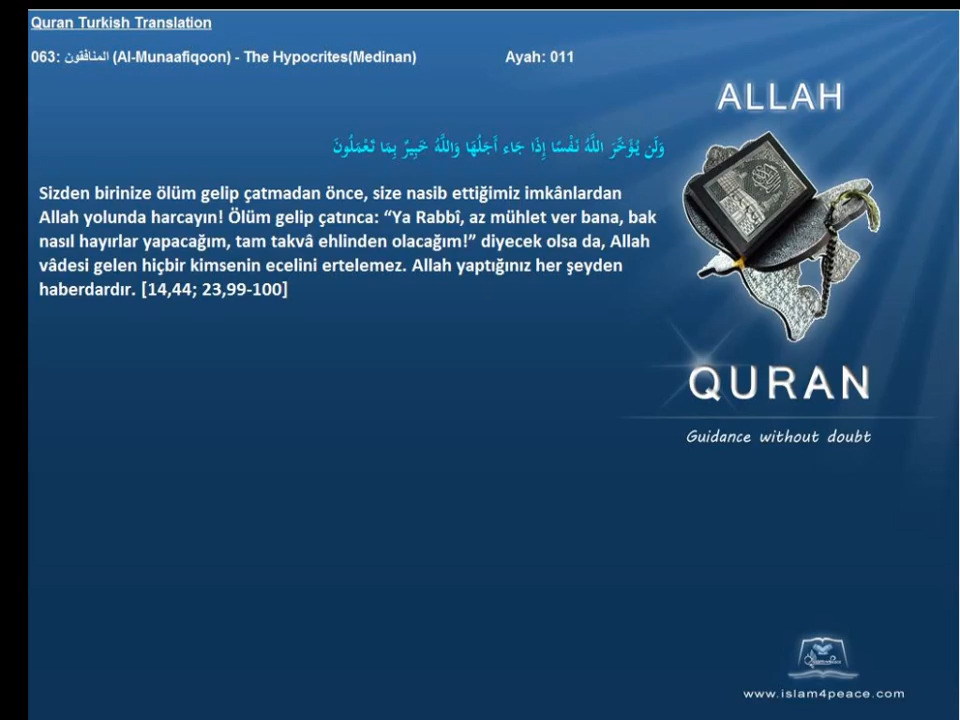 Quran Turkish Translation
063: المنافقون (Al-Munaafiqoon) - The Hypocrites(Medinan) Ayah: 011
ALLAH
وَلَن يُؤَخِّرَ اللَّهُ نَفْسًا إِذَا جَاء أَجَلُهَا وَاللَّهُ خَبِيرٌ بِمَا تَعْمَلُونَ
Sizden birinize ölüm gelip çatmadan önce, size nasib ettiğimiz imkânlardan
Allah yolunda harcayın! Ölüm gelip çatınca: “Ya Rabbî, az mühlet ver bana, bak
nasıl hayırlar yapacağım, tam takvâ ehlinden olacağım!” diyecek olsa da, Allah
vâdesi gelen hiçbir kimsenin ecelini ertelemez. Allah yaptığınız her şeyden
haberdardır. [14,44; 23,99-100]
QURAN
Guidance without doubt
www.islam4peace.com